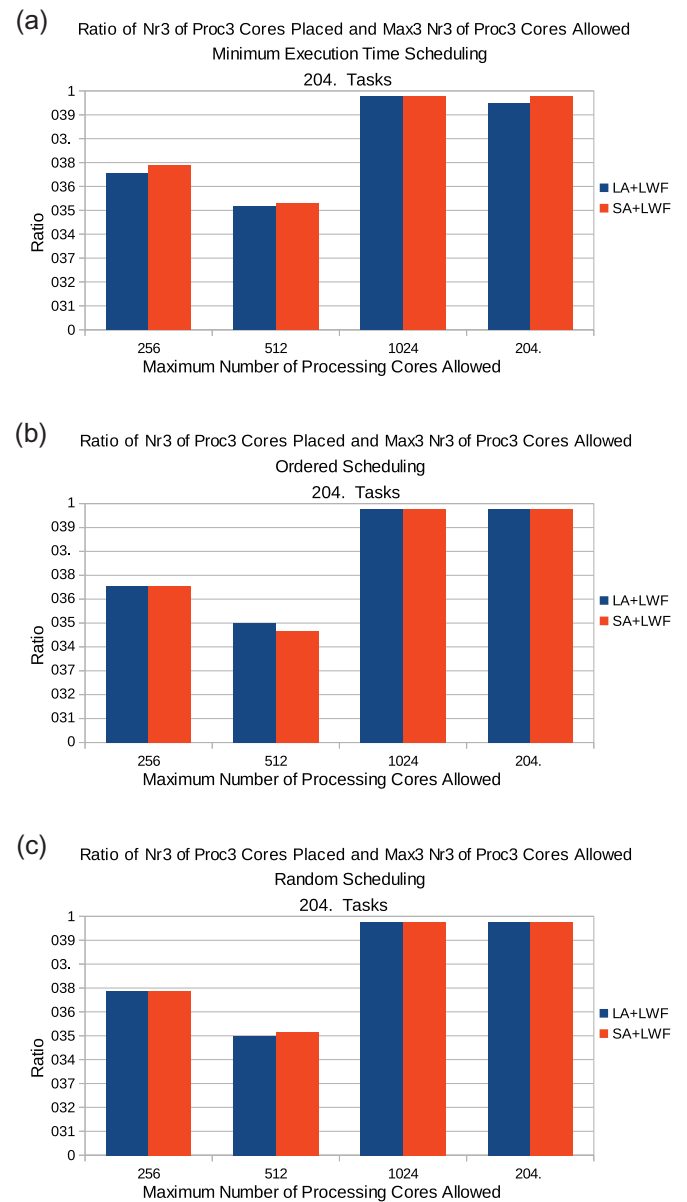 (a)
Ratio of Nr3 of Proc3 Cores Placed and Max3 Nr3 of Proc3 Cores Allowed
Minimum Execution Time Scheduling
204. Tasks
1
039
03.
038
036
035
034
037
032
031
0
Ratio
256 512 1024 204.
Maximum Number of Processing Cores Allowed
LA+LWF
SA+LWF
(b)
Ratio of Nr3 of Proc3 Cores Placed and Max3 Nr3 of Proc3 Cores Allowed
Ordered Scheduling
204. Tasks
1
039
03.
038
036
035
034
037
032
031
0
Ratio
256 512 1024 204.
Maximum Number of Processing Cores Allowed
LA+LWF
SA+LWF
(c)
Ratio of Nr3 of Proc3 Cores Placed and Max3 Nr3 of Proc3 Cores Allowed
Random Scheduling
204. Tasks
1
039
03.
038
036
035
034
037
032
031
0
Ratio
256 512 1024 204.
Maximum Number of Processing Cores Allowed
LA+LWF
SA+LWF